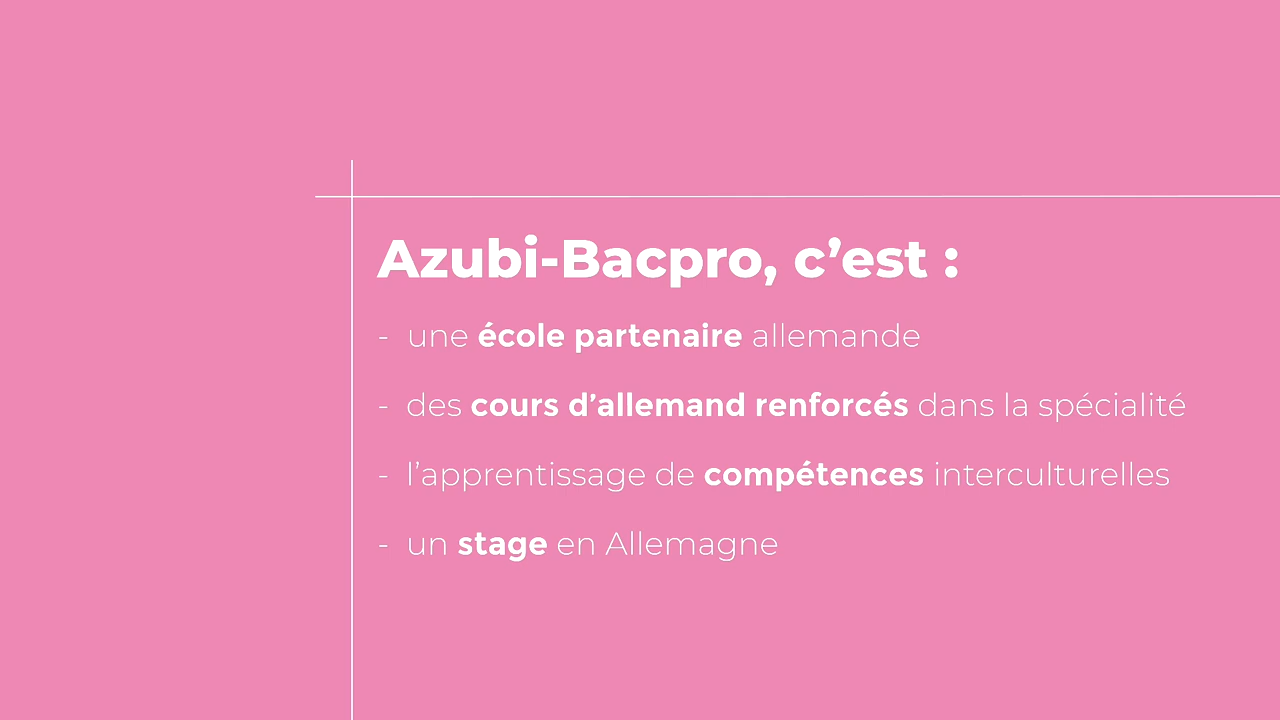 Azubi-Bacpro, c’est :
- une école partenaire allemande
- des cours d’allemand renforcés dans la spécialité
- l’apprentissage de compétences interculturelles
- un stage en Allemagne